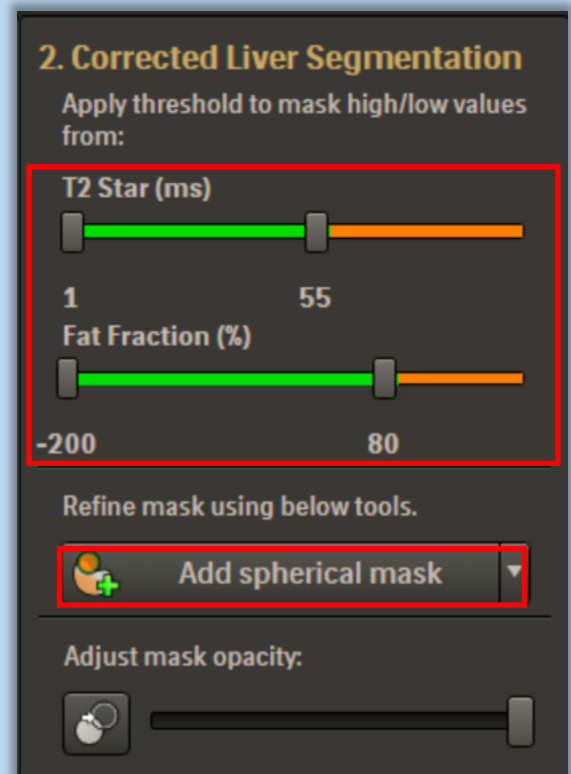 2. Corrected Liver Segmentation
Apply threshold to mask high/low values
from:
T2 Star (ms)
1 55
Fat Fraction (%)
-200 80
Refine mask using below tools.
Add spherical mask
Adjust mask opacity: